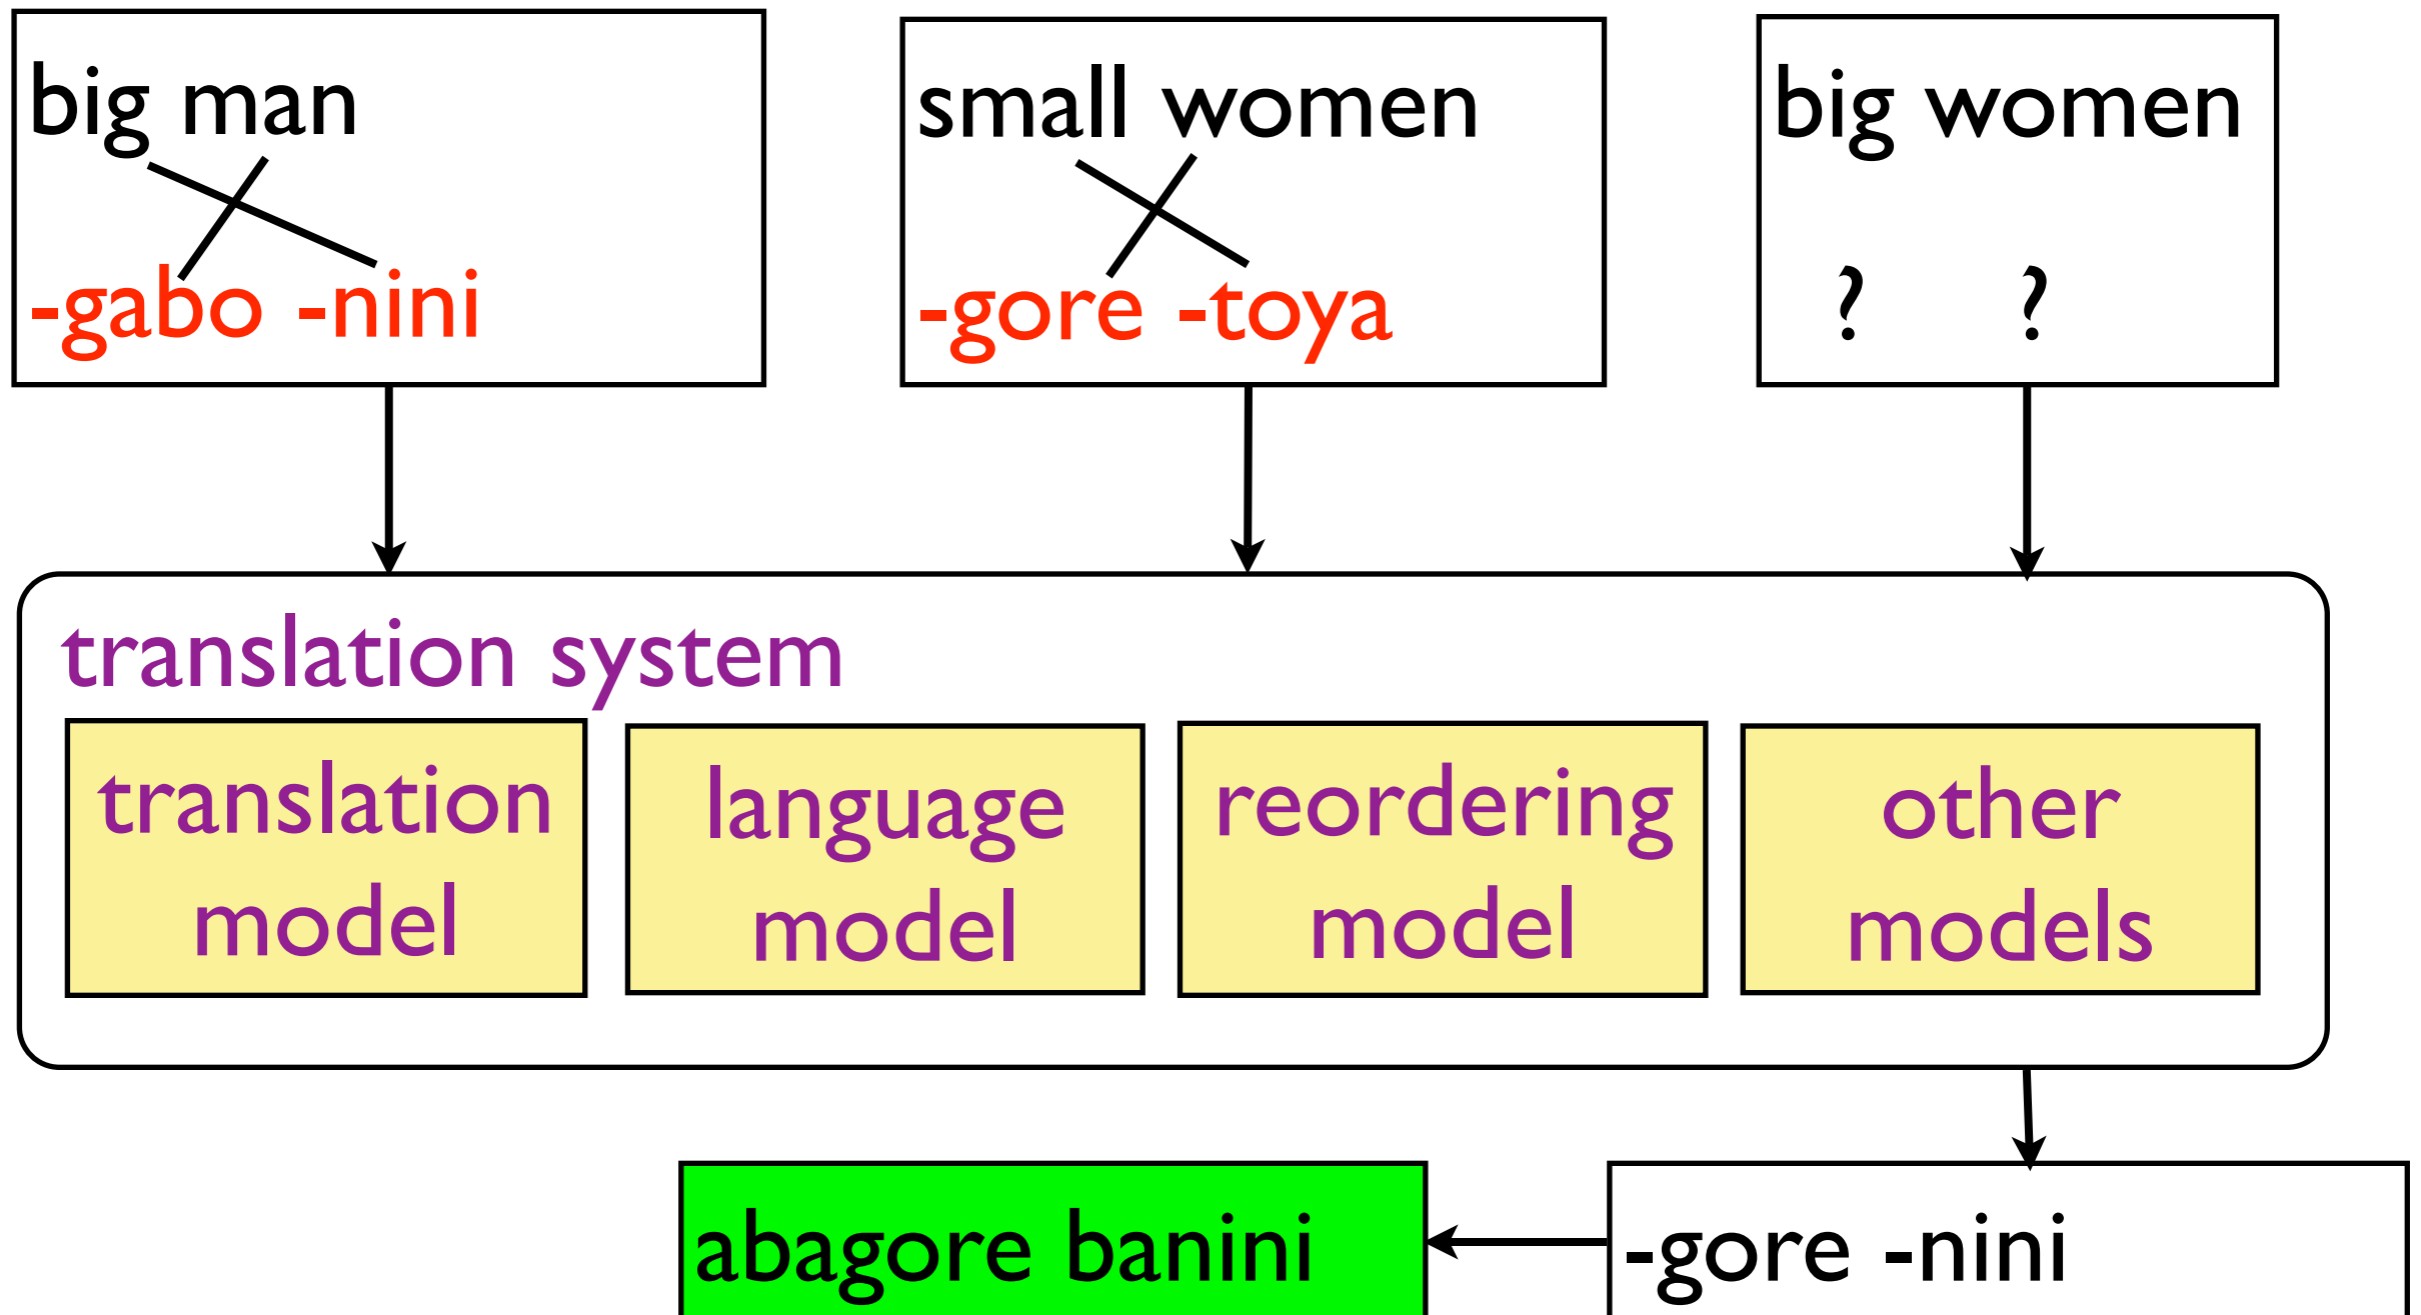 big man
-gabo -nini
small women
-gore -toya
big women
? ?
translation system
translation
model
language
model
reordering
model
other
models
abagore banini
-gore -nini